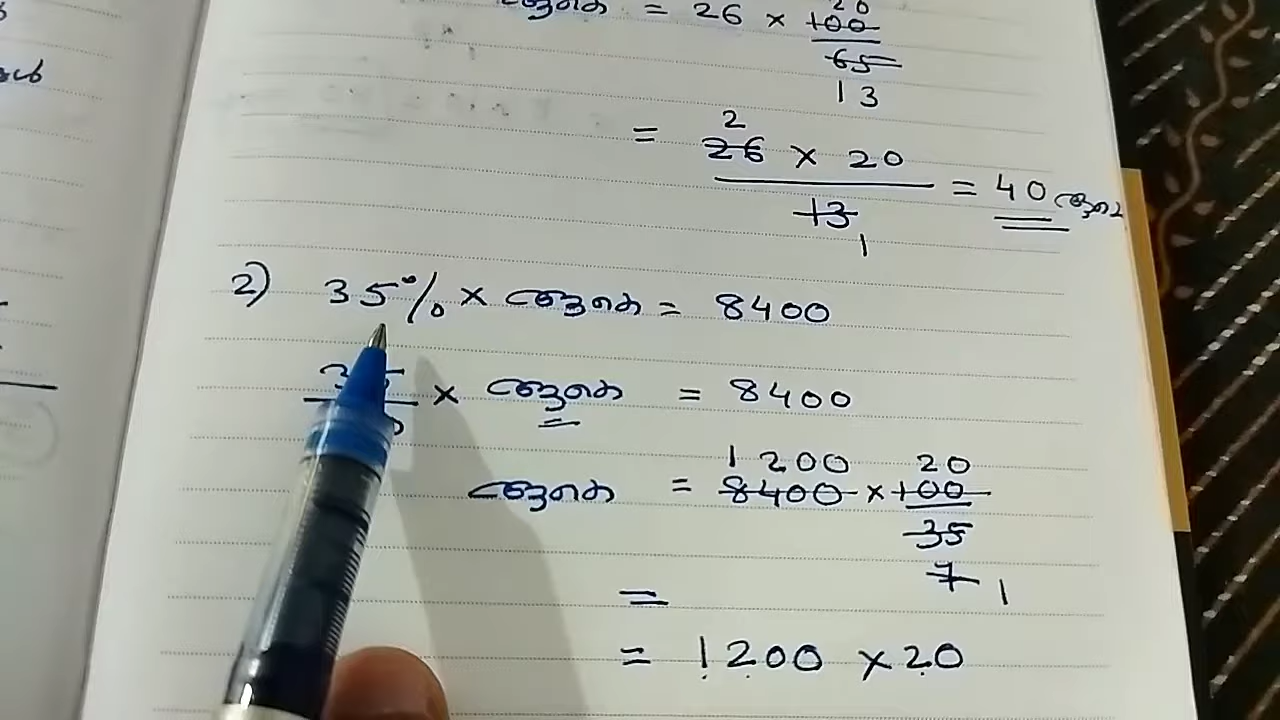 = 26 × 100 20
65
13
= 26 2 × 20
13 1
= 40
2) 35% × തുക = 8400
× തുക = 8400
1200 20
തുക = 8400 × 100
35
7 1
=
= 1200 × 20